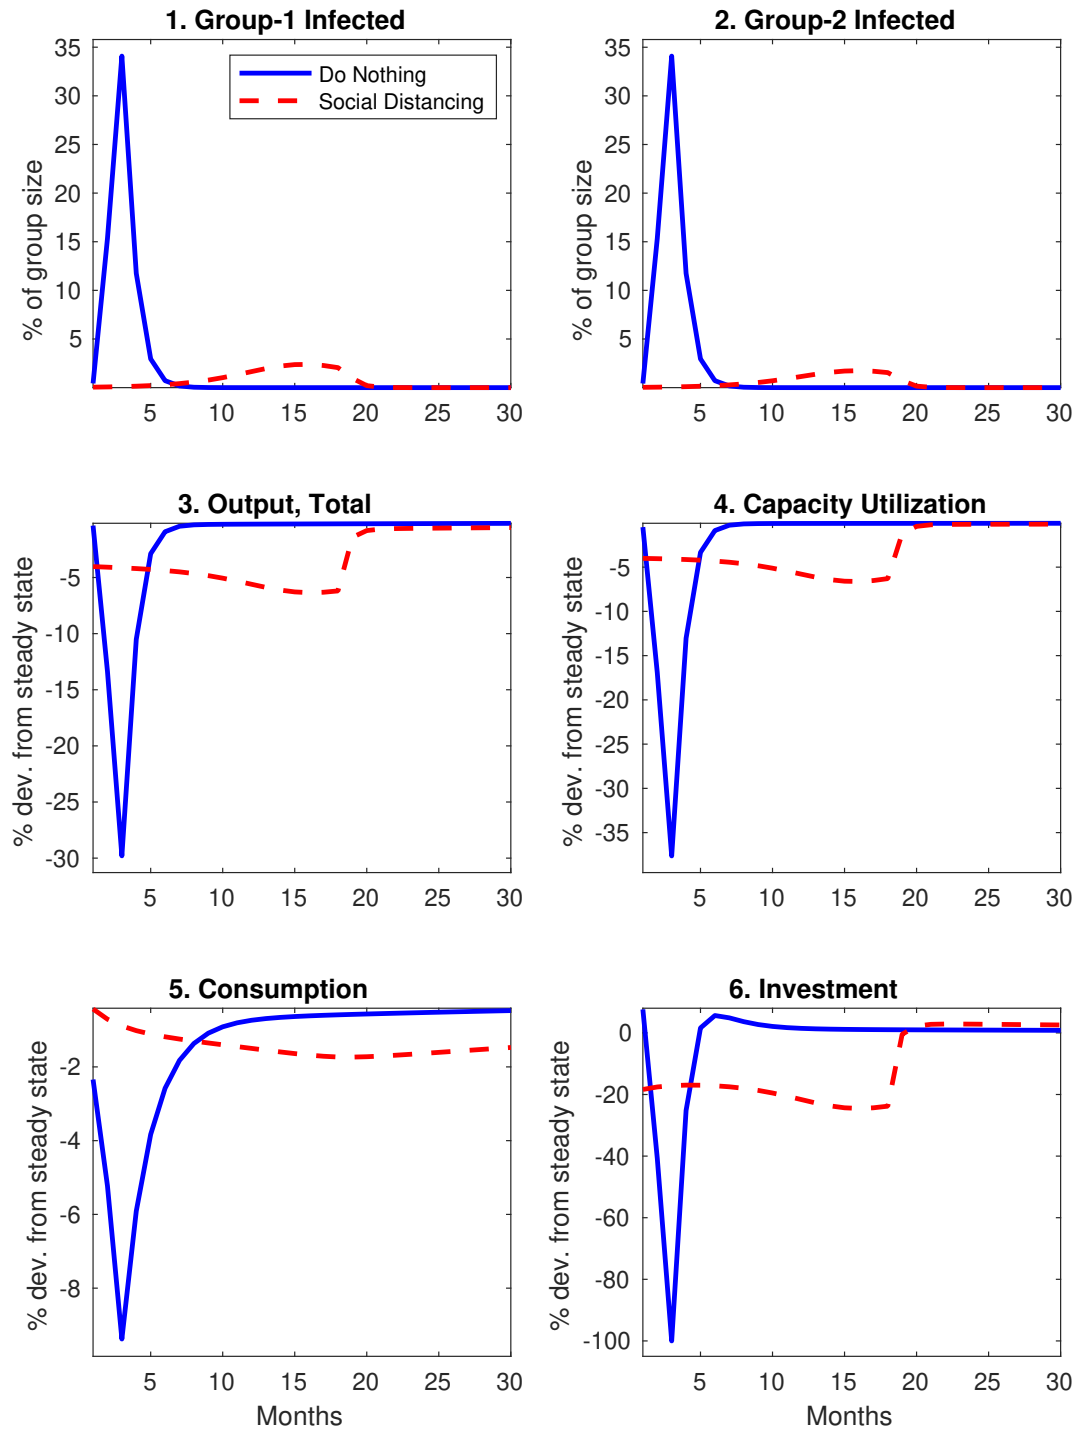 1. Group-1 Infected
% of group size
35
30
25
20
15
10
5
5 10 15 20 25 30
Do Nothing
Social Distancing
2. Group-2 Infected
% of group size
35
30
25
20
15
10
5
5 10 15 20 25 30
3. Output, Total
% dev. from steady state
-5
-10
-15
-20
-25
-30
5 10 15 20 25 30
4. Capacity Utilization
% dev. from steady state
-5
-10
-15
-20
-25
-30
-35
5 10 15 20 25 30
5. Consumption
% dev. from steady state
-2
-4
-6
-8
5 10 15 20 25 30
Months
6. Investment
% dev. from steady state
0
-20
-40
-60
-80
-100
5 10 15 20 25 30
Months